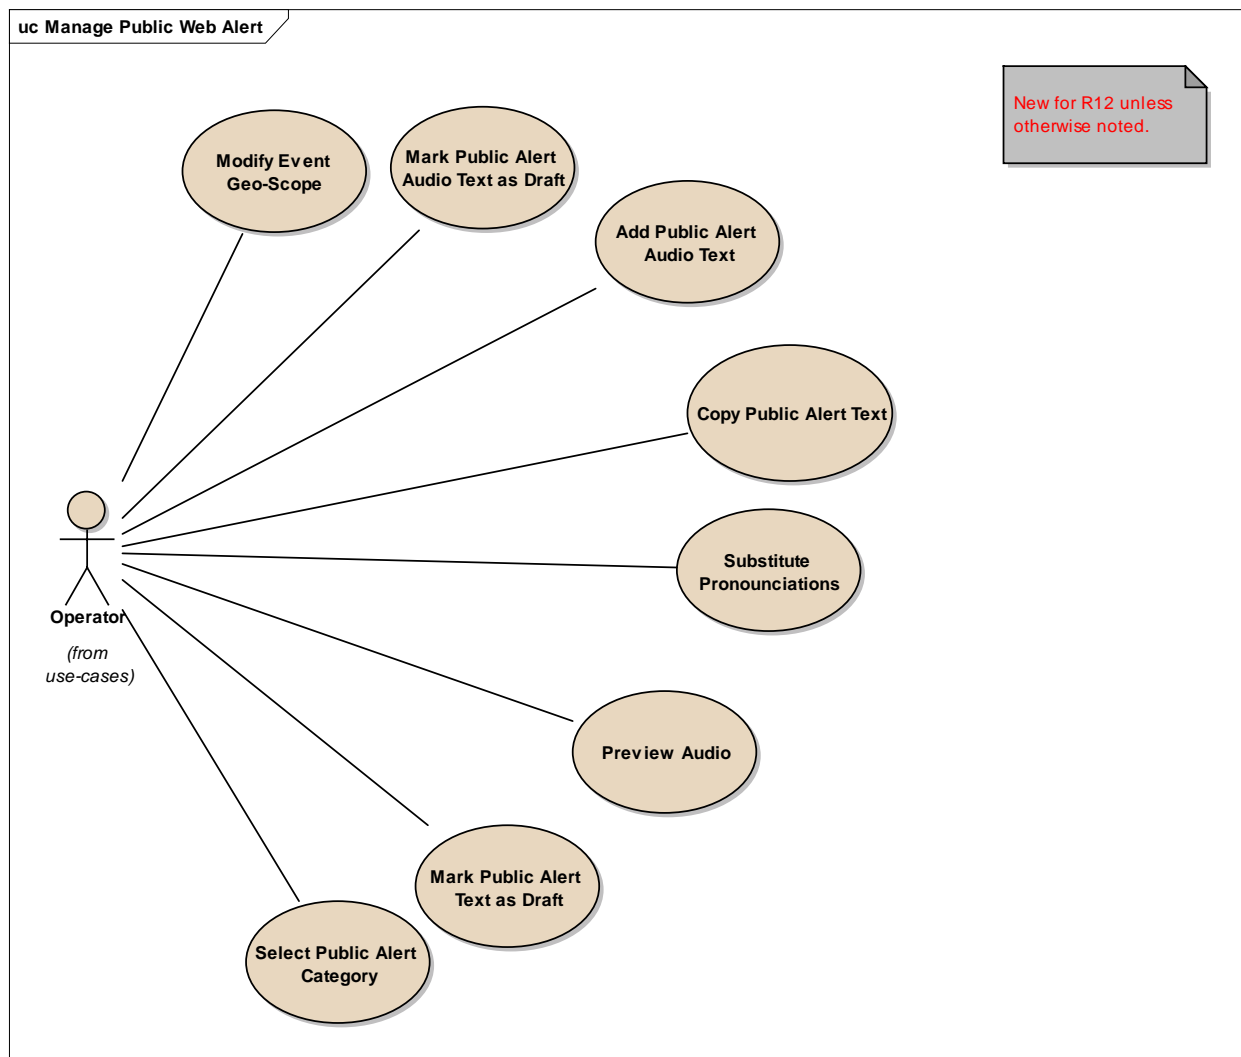 uc Manage Public Web Alert
New for R12 unless
otherwise noted.
Modify Event
Geo-Scope
Mark Public Alert
Audio Text as Draft
Add Public Alert
Audio Text
Copy Public Alert Text
Substitute
Pronounciations
Operator
(from
use-cases)
Preview Audio
Mark Public Alert
Text as Draft
Select Public Alert
Category